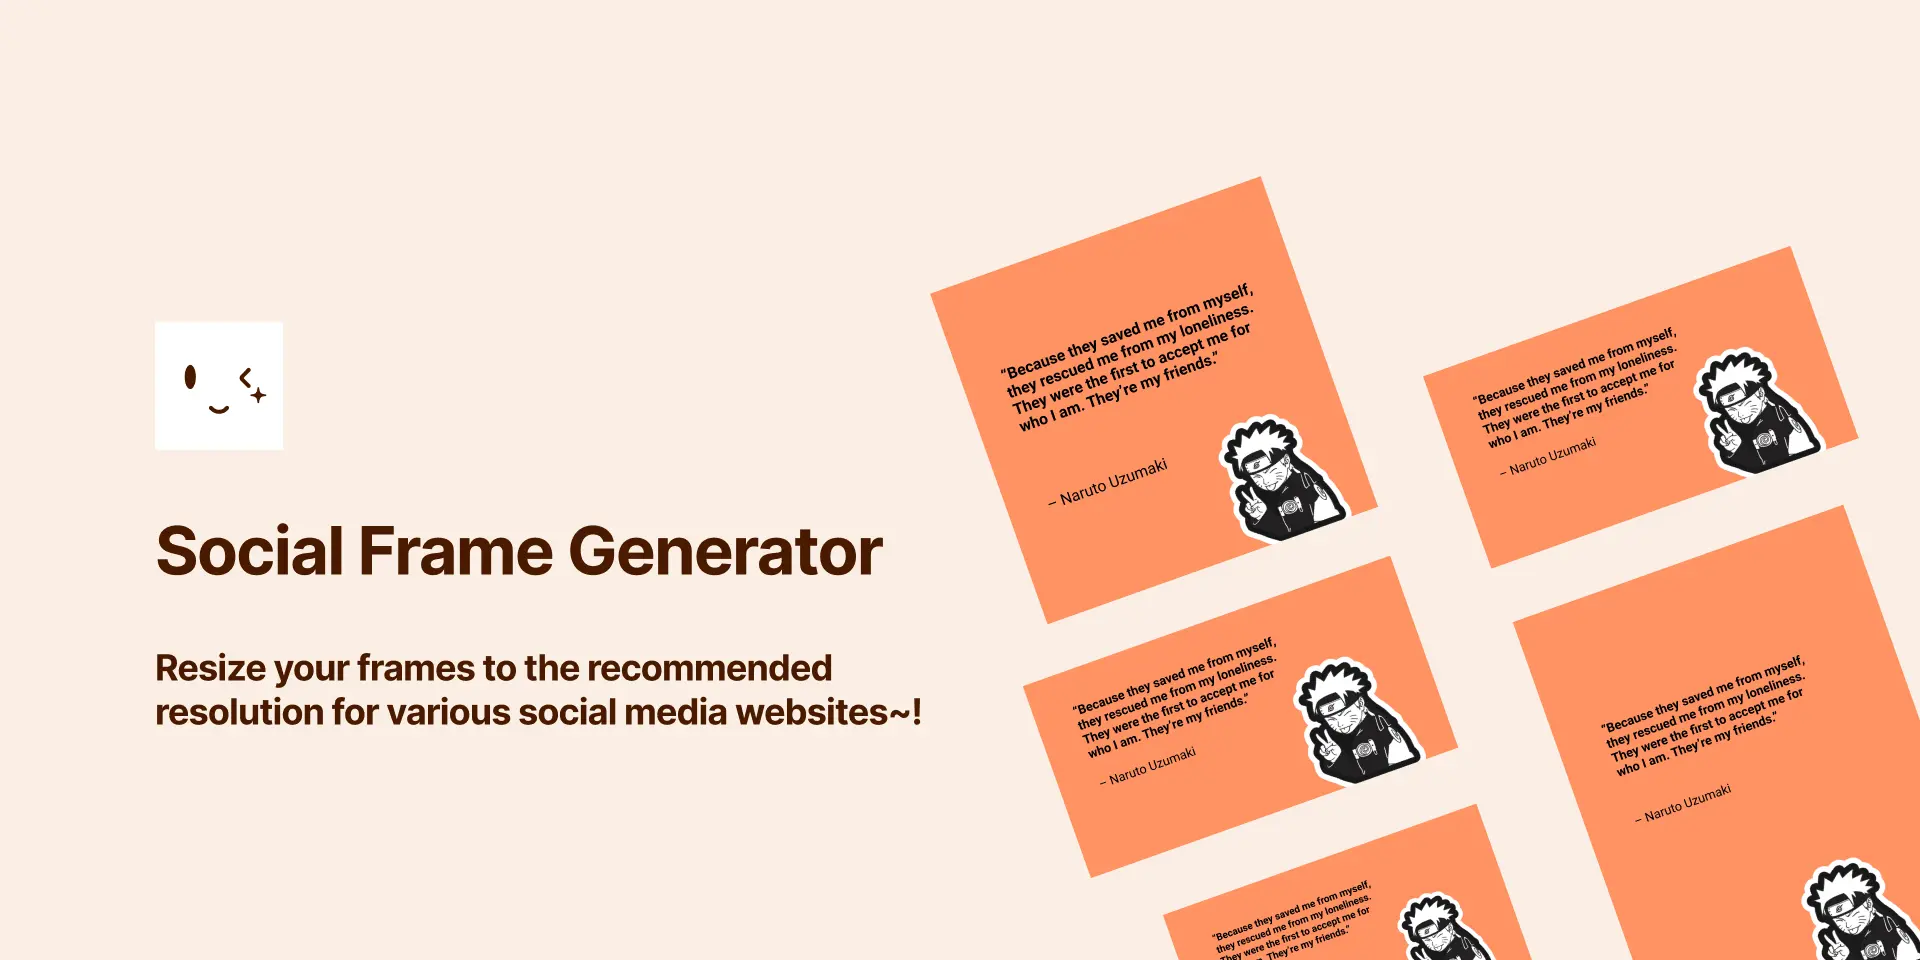 Social Frame Generator
Resize your frames to the recommended
resolution for various social media websites~!
“Because they saved me from myself,
they rescued me from my loneliness.
They were the first to accept me for
who I am. They're my friends.”
– Naruto Uzumaki
“Because they saved me from myself,
they rescued me from my loneliness.
They were the first to accept me for
who I am. They're my friends.”
– Naruto Uzumaki
“Because they saved me from myself,
they rescued me from my loneliness.
They were the first to accept me for
who I am. They're my friends.”
– Naruto Uzumaki
“Because they saved me from myself,
they rescued me from my loneliness.
They were the first to accept me for
who I am. They're my friends.”
– Naruto Uzumaki
“Because they saved me from myself,
they rescued me from my loneliness.
They were the first to accept me for
who I am. They're my friends.”